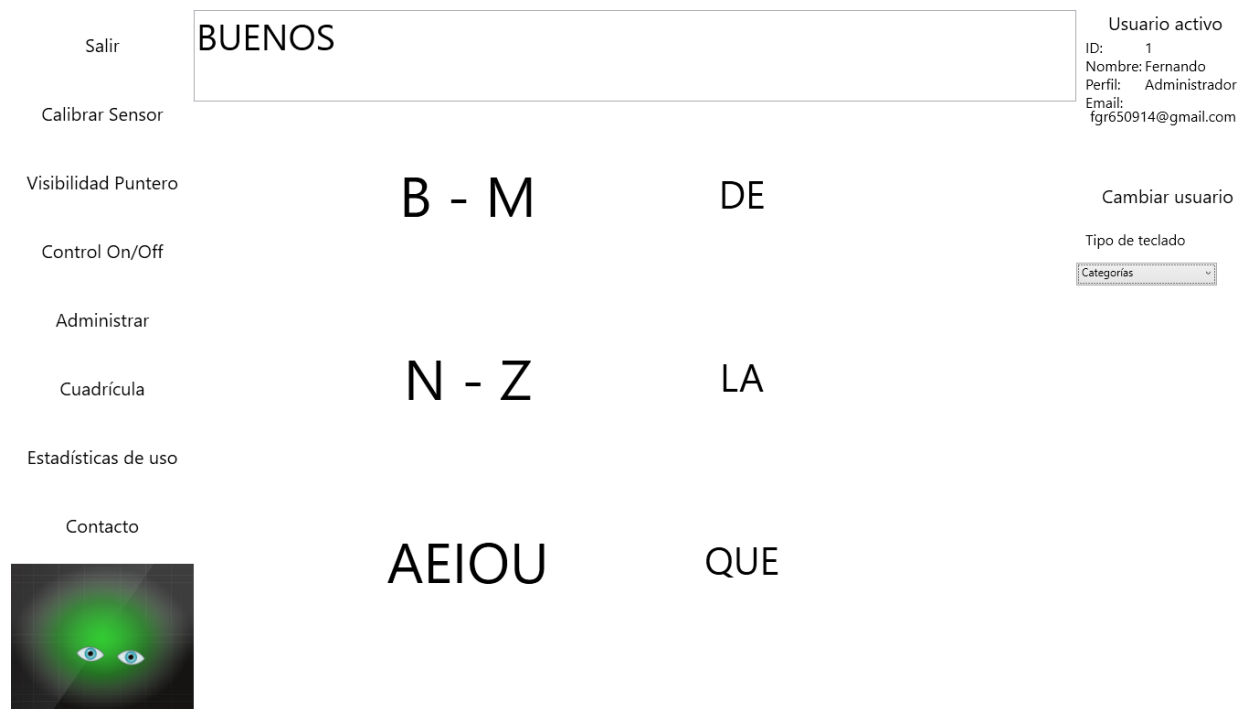 Salir
Calibrar Sensor
Visibilidad Puntero
Control On/Off
Administrar
Cuadrícula
Estadísticas de uso
Contacto
BUENOS
B - M
DE
N - Z
LA
AEIOU
QUE
Usuario activo
ID: 1
Nombre: Fernando
Perfil: Administrador
Email:
fgr650914@gmail.com
Cambiar usuario
Tipo de teclado
Categorías